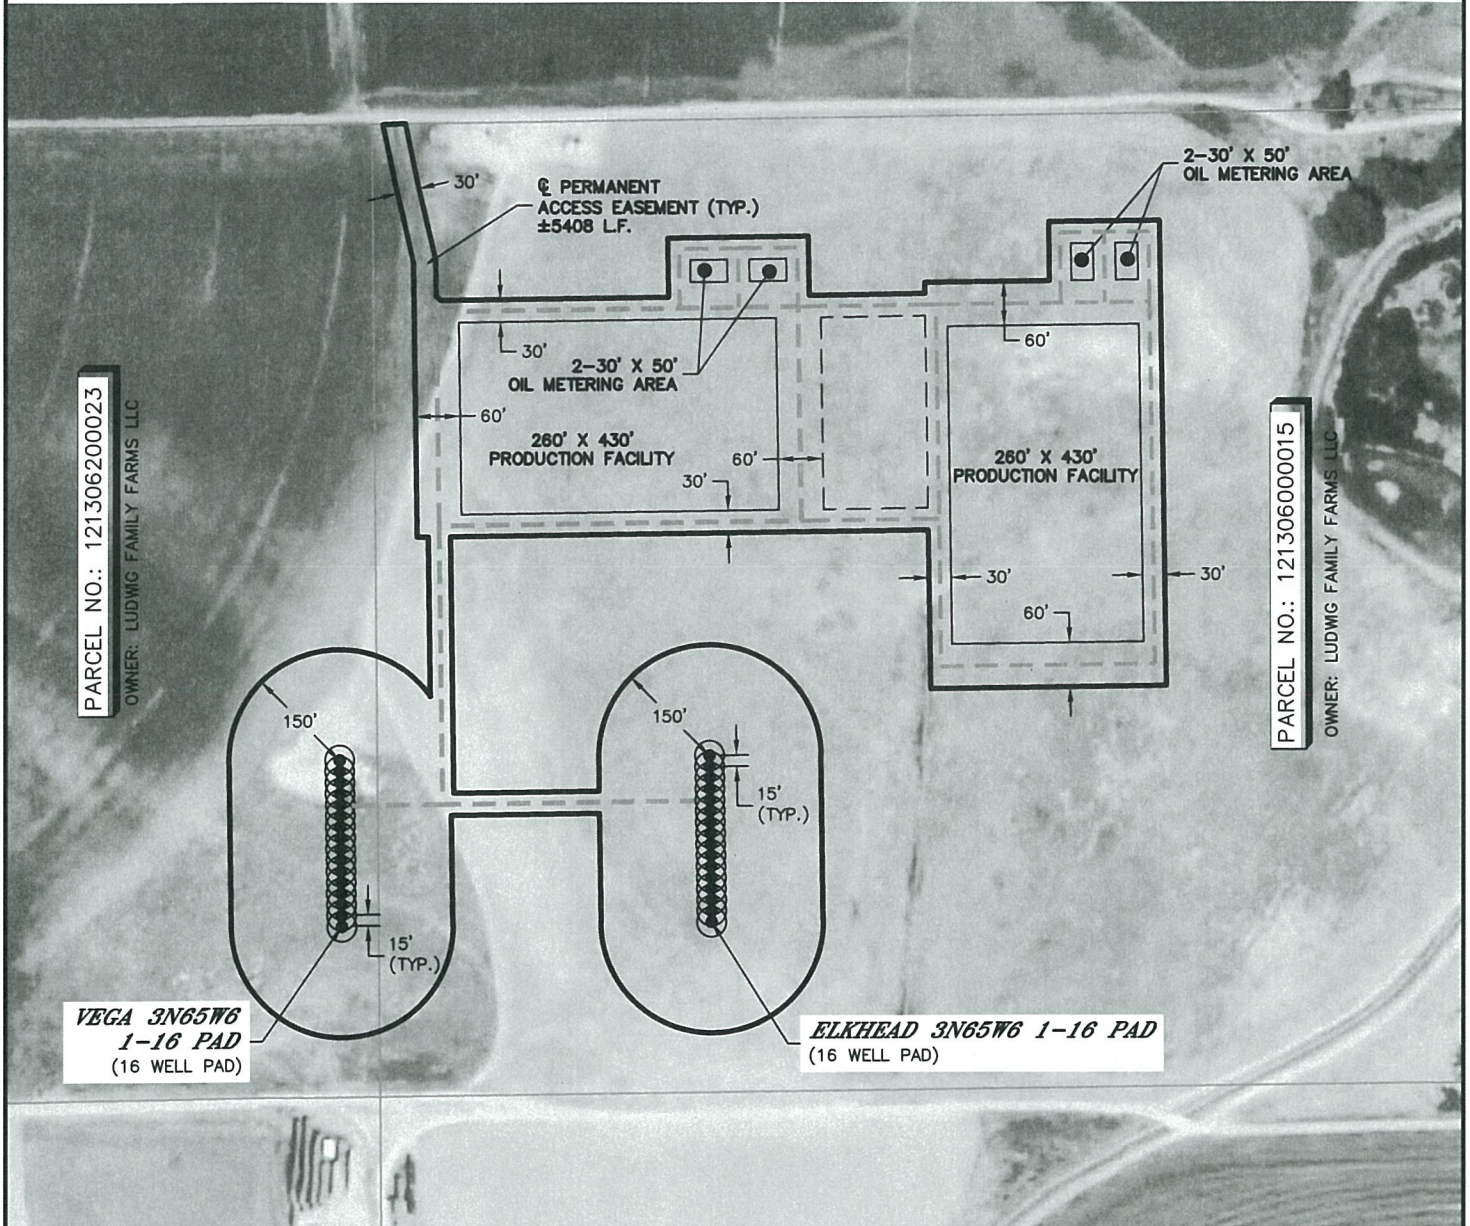 30'
℄ PERMANENT
ACCESS EASEMENT (TYP.)
±5408 L.F.
2-30' X 50'
OIL METERING AREA
30'
2-30' X 50'
OIL METERING AREA
60'
60'
260' X 430'
PRODUCTION FACILITY
60'
30'
260' X 430'
PRODUCTION FACILITY
30'
30'
60'
PARCEL NO.: 121306200023
OWNER: LUDWIG FAMILY FARMS LLC
PARCEL NO.: 121306000015
OWNER: LUDWIG FAMILY FARMS LLC
150'
150'
15'
(TYP.)
15'
(TYP.)
VEGA 3N65W6
1-16 PAD
(16 WELL PAD)
ELKHEAD 3N65W6 1-16 PAD
(16 WELL PAD)